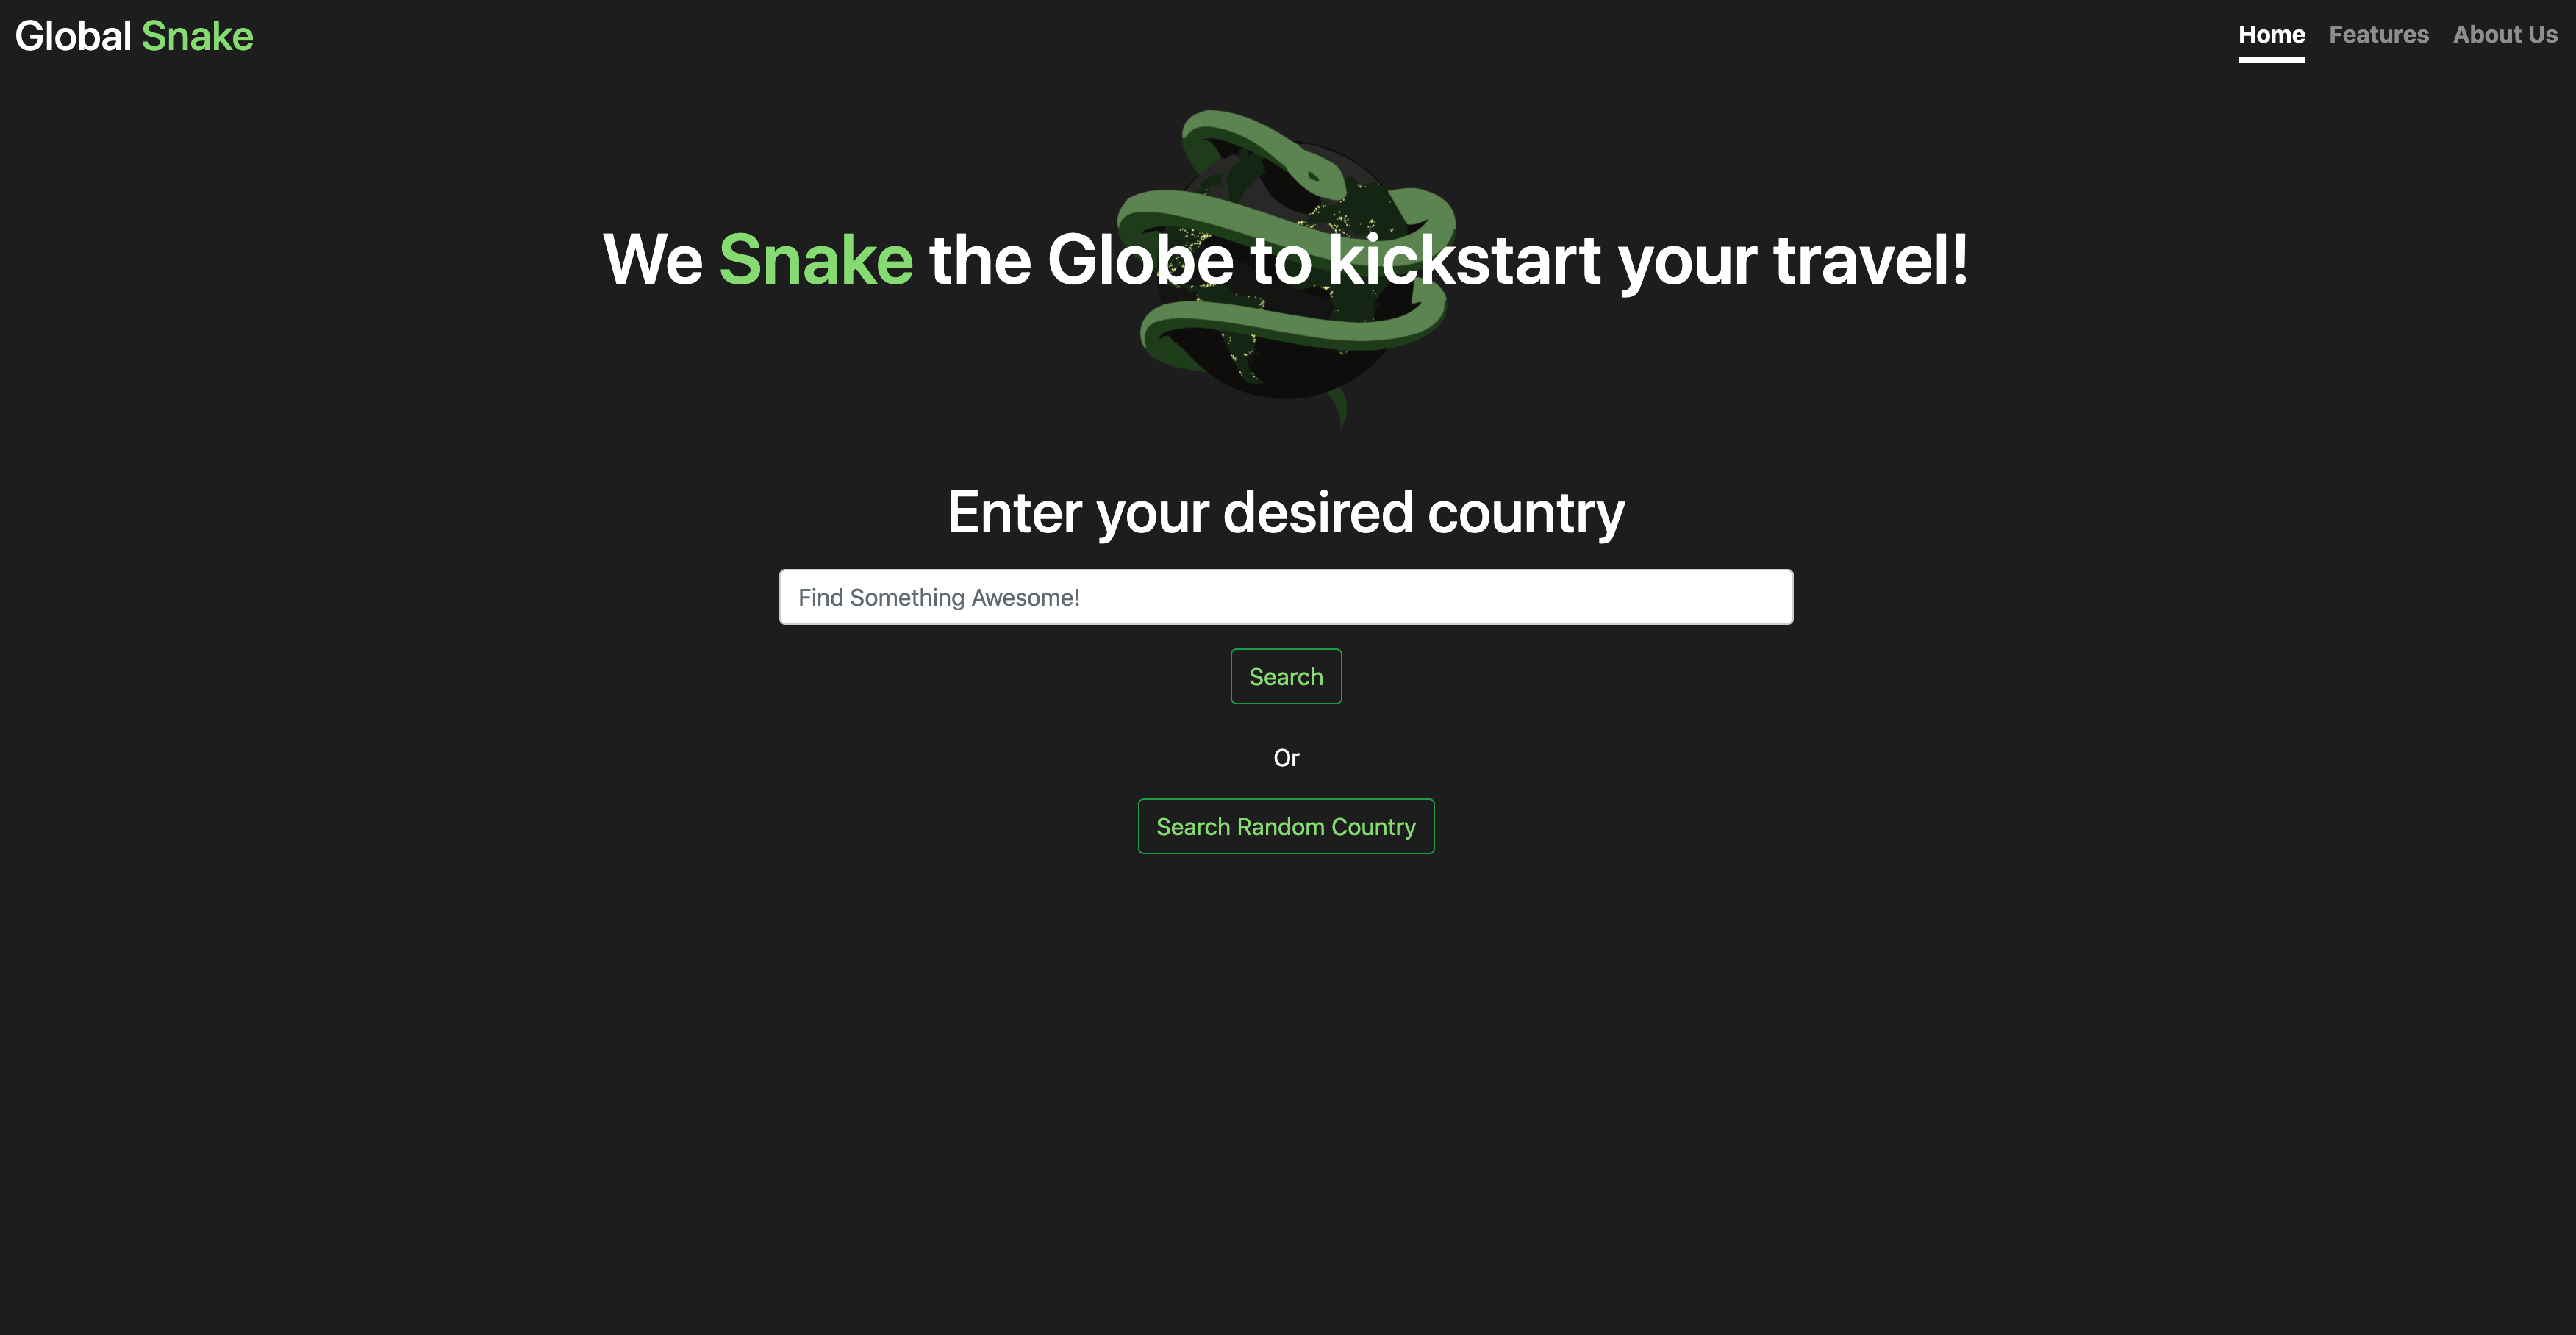 Global Snake
Home Features About Us
We Snake the Globe to kickstart your travel!
Enter your desired country
Find Something Awesome!
Search
Or
Search Random Country